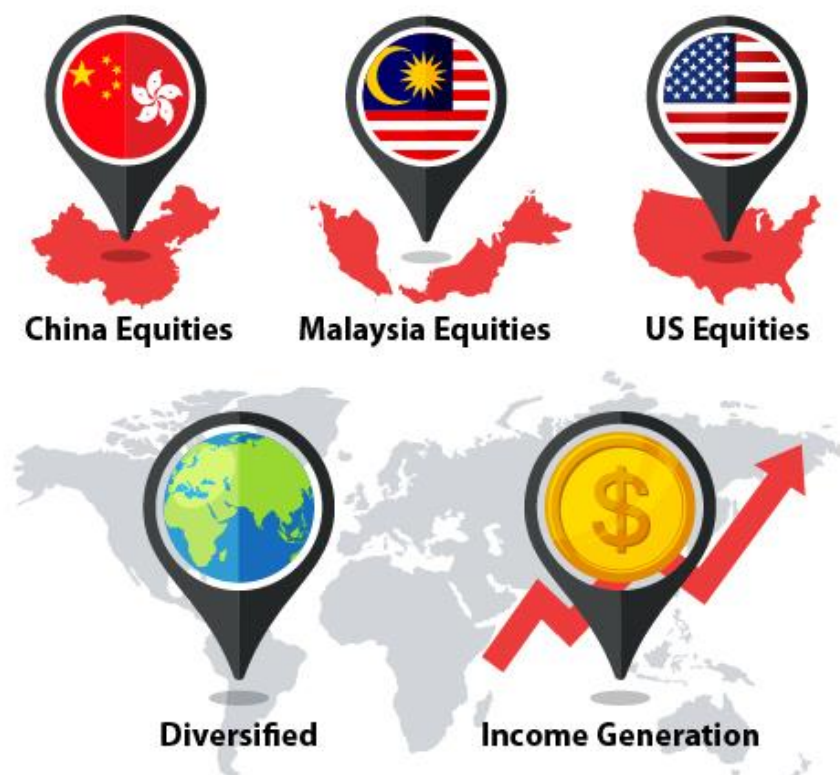 China Equities
Malaysia Equities
US Equities
Diversified
Income Generation